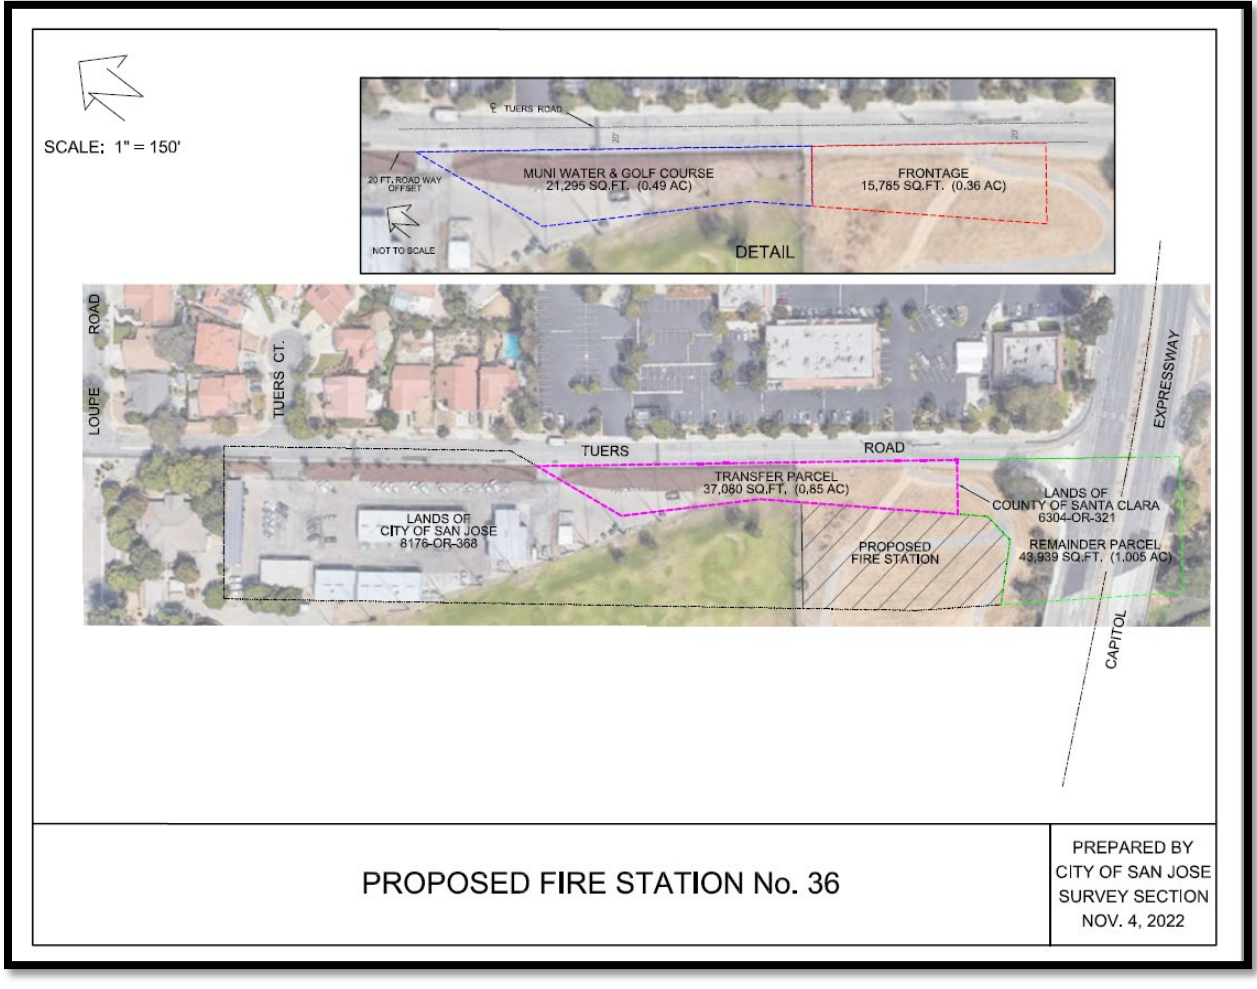 SCALE: 1" = 150'
℄ TUERS ROAD
20'
20'
20 FT. ROAD WAY
OFFSET
MUNI WATER & GOLF COURSE
21,295 SQ.FT. (0.49 AC)
FRONTAGE
15,785 SQ.FT. (0.36 AC)
NOT TO SCALE
DETAIL
LOUPE ROAD
TUERS CT.
TUERS ROAD
CAPITOL EXPRESSWAY
TRANSFER PARCEL
37,080 SQ.FT. (0.85 AC)
LANDS OF
CITY OF SAN JOSE
8176-OR-368
LANDS OF
COUNTY OF SANTA CLARA
6304-OR-321
PROPOSED
FIRE STATION
REMAINDER PARCEL
43,939 SQ.FT. (1.005 AC)
PROPOSED FIRE STATION No. 36
PREPARED BY
CITY OF SAN JOSE
SURVEY SECTION
NOV. 4, 2022